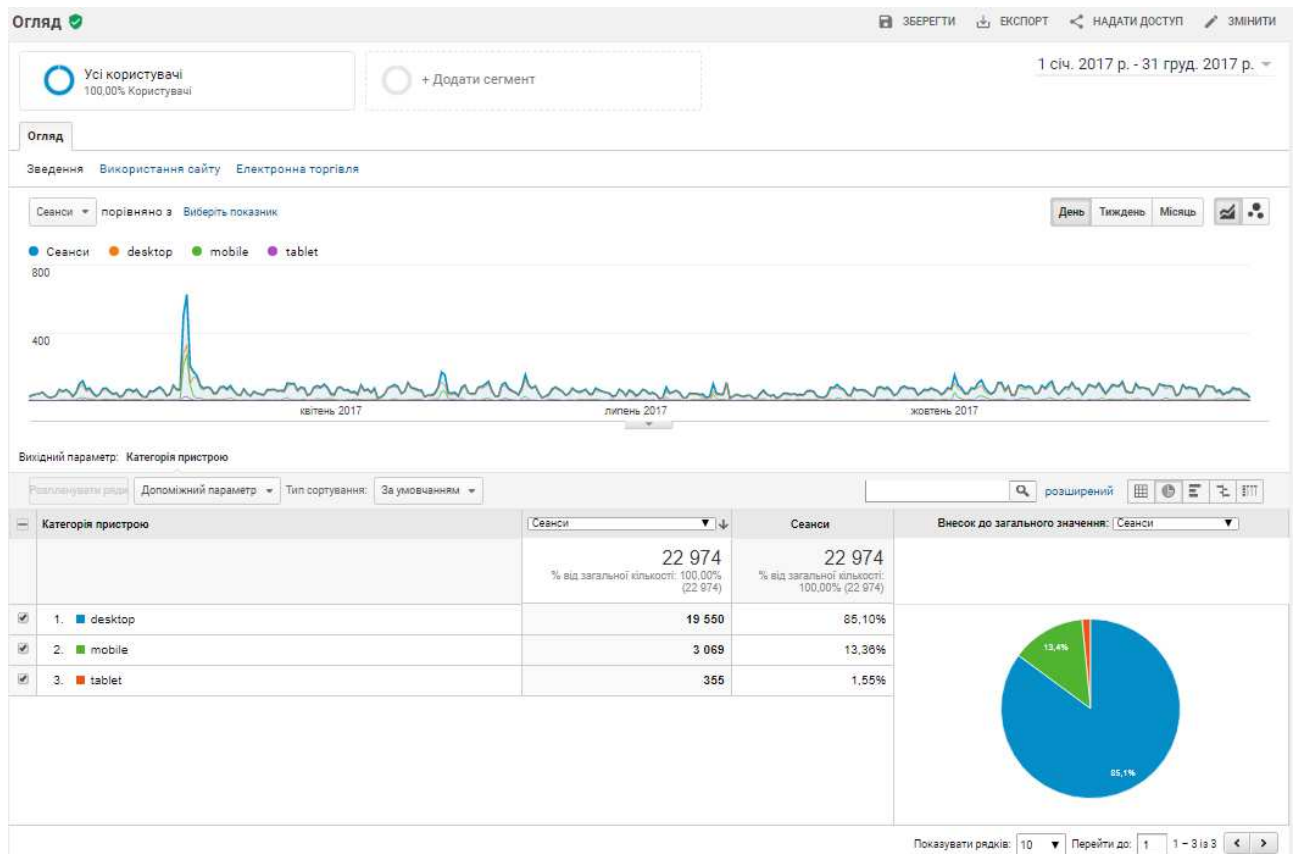 Огляд
ЗБЕРЕГТИ ЕКСПОРТ НАДАТИ ДОСТУП ЗМІНИТИ
Усі користувачі
100,00% Користувачі
+ Додати сегмент
1 січ. 2017 р. - 31 груд. 2017 р.
Огляд
Зведення Використання сайту Електронна торгівля
Сеанси порівняно з Виберіть показник
День Тиждень Місяць
Сеанси desktop mobile tablet
800
400
квітень 2017 липень 2017 жовтень 2017
Вихідний параметр: Категорія пристрою
Допоміжний параметр Тип сортування: За умовчанням розширений
Категорія пристрою Сеанси Сеанси Внесок до загального значення: Сеанси
22 974 22 974
% від загальної кількості: 100,00% (22 974)
% від загальної кількості: 100,00% (22 974)
1. desktop 19 550 85,10%
2. mobile 3 069 13,36%
3. tablet 355 1,55%
13,4%
85,1%
Показувати рядків: 10 Перейти до: 1 1 – 3 із 3